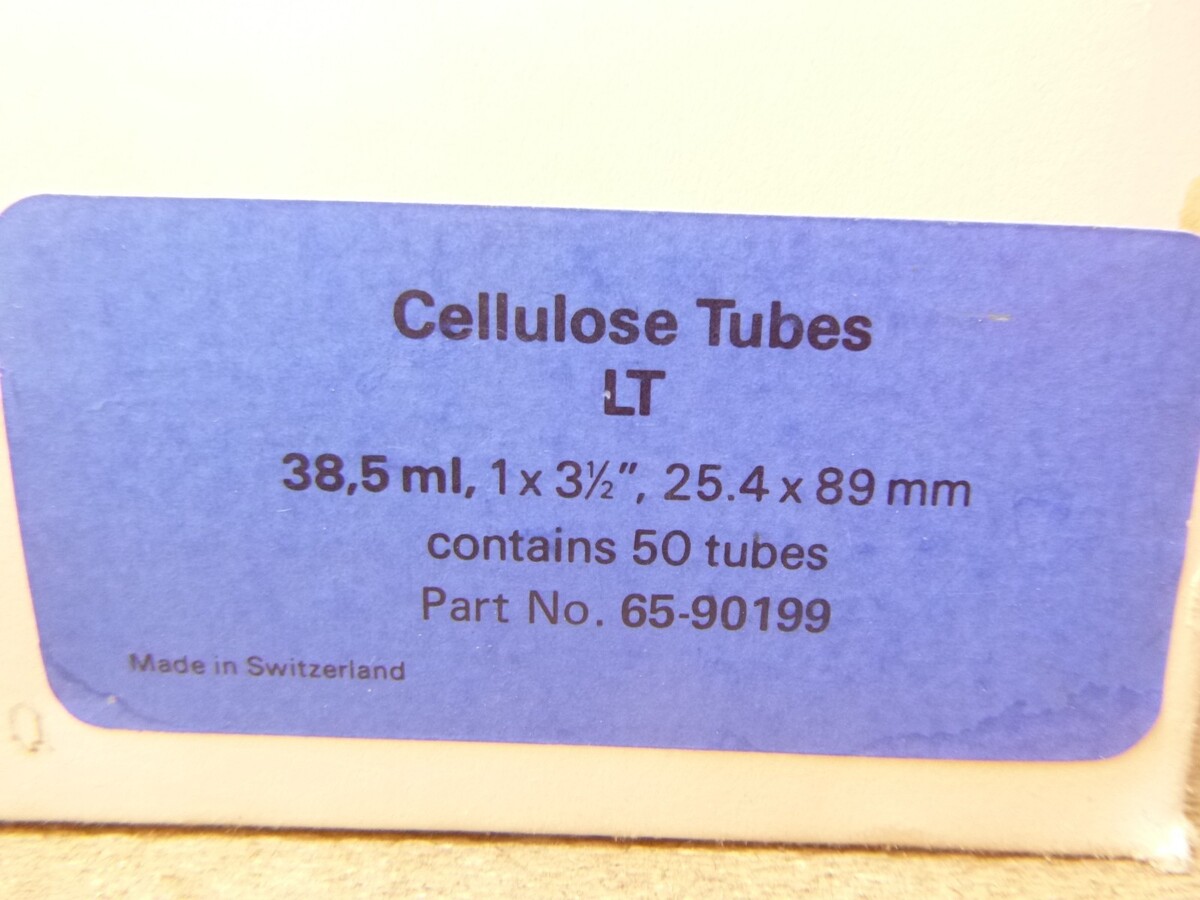 Cellulose Tubes
LT
38,5 ml, 1 x 3½", 25.4 x 89 mm
contains 50 tubes
Part No. 65-90199
Made in Switzerland